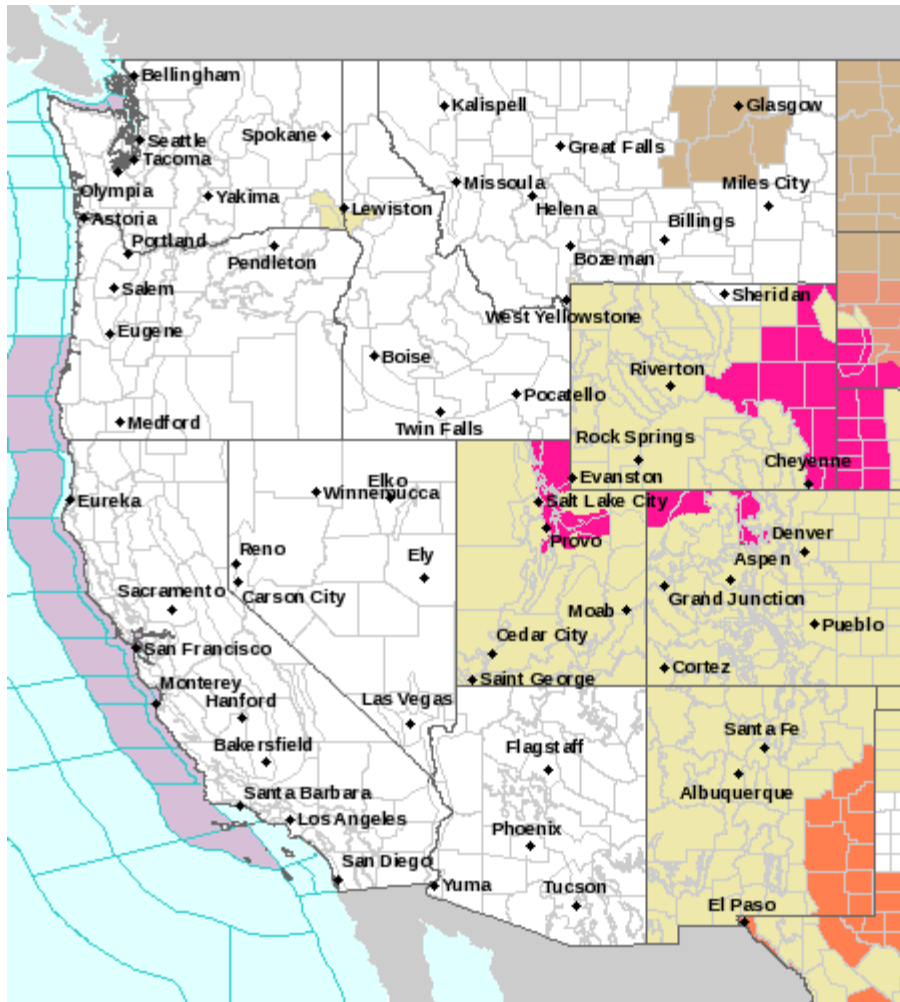 Bellingham
Kalispell
Glasgow
Seattle
Spokane
Great Falls
Tacoma
Missoula
Miles City
Olympia
Yakima
Lewiston
Helena
Astoria
Billings
Portland
Pendleton
Bozeman
Salem
Sheridan
West Yellowstone
Eugene
Boise
Riverton
Pocatello
Medford
Twin Falls
Rock Springs
Cheyenne
Elko
Evanston
Winnemucca
Eureka
Salt Lake City
Provo
Denver
Reno
Ely
Aspen
Sacramento
Carson City
Grand Junction
Moab
Pueblo
San Francisco
Cedar City
Cortez
Saint George
Monterey
Hanford
Las Vegas
Santa Fe
Bakersfield
Flagstaff
Albuquerque
Santa Barbara
Los Angeles
Phoenix
San Diego
Yuma
Tucson
El Paso